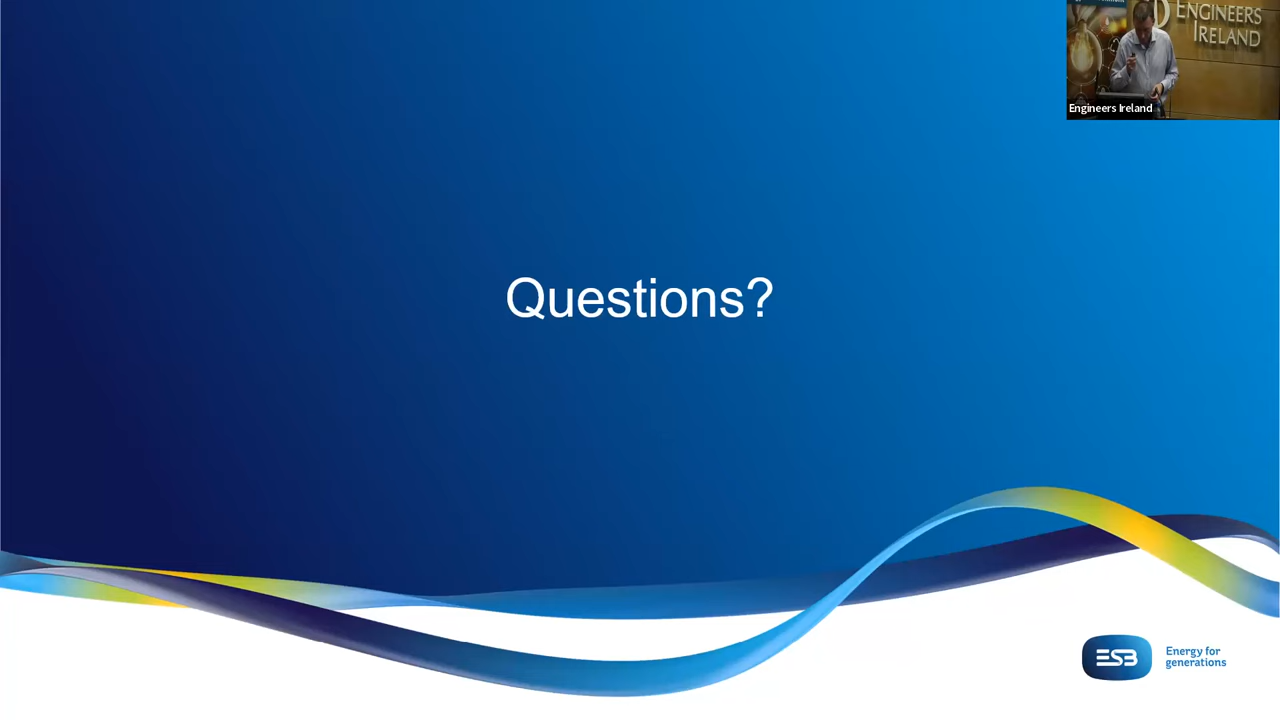 ENGINEERS
IRELAND
Engineers Ireland
Questions?
ESB
Energy for
generations